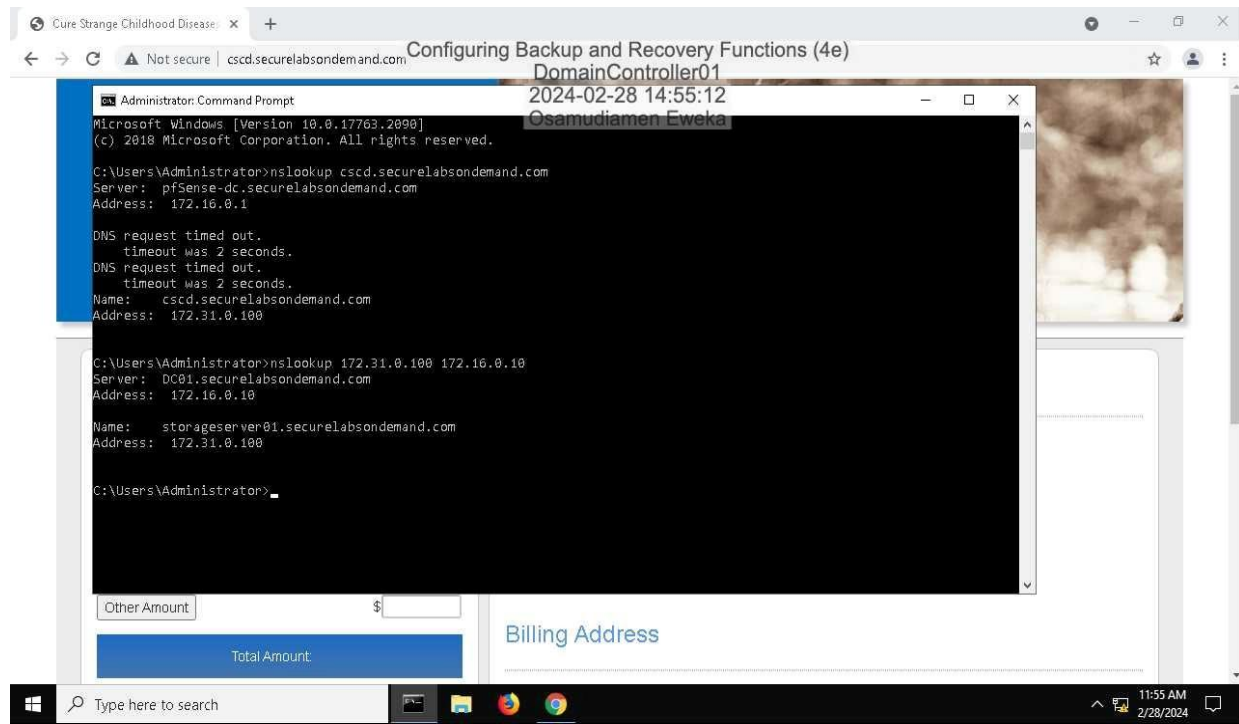 Cure Strange Childhood Disease
Not secure | cscd.securelabsondemand.com
Configuring Backup and Recovery Functions (4e)
DomainController01
2024-02-28 14:55:12
Osamudiamen Eweka
Administrator: Command Prompt
Microsoft Windows [Version 10.0.17763.2090]
(c) 2018 Microsoft Corporation. All rights reserved.
C:\Users\Administrator>nslookup cscd.securelabsondemand.com
Server: pfSense-dc.securelabsondemand.com
Address: 172.16.0.1
DNS request timed out.
timeout was 2 seconds.
DNS request timed out.
timeout was 2 seconds.
Name: cscd.securelabsondemand.com
Address: 172.31.0.100
C:\Users\Administrator>nslookup 172.31.0.100 172.16.0.10
Server: DC01.securelabsondemand.com
Address: 172.16.0.10
Name: storageserver01.securelabsondemand.com
Address: 172.31.0.100
C:\Users\Administrator>
Other Amount $
Total Amount:
Billing Address
Type here to search
11:55 AM
2/28/2024